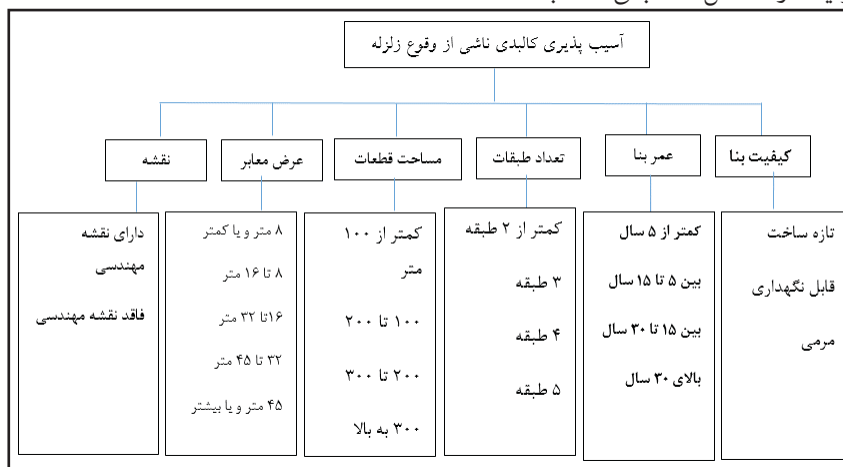 آسیب پذیری کالبدی ناشی از وقوع زلزله
کیفیت بنا
عمر بنا
تعداد طبقات
مساحت قطعات
عرض معابر
نقشه
تازه ساخت
قابل نگهداری
مرمی
کمتر از ۵ سال
بین ۵ تا ۱۵ سال
بین ۱۵ تا ۳۰ سال
بالای ۳۰ سال
کمتر از ۲ طبقه
۳ طبقه
۴ طبقه
۵ طبقه
کمتر از ۱۰۰
متر
۱۰۰ تا ۲۰۰
۲۰۰ تا ۳۰۰
۳۰۰ به بالا
۸ متر و یا کمتر
۸ تا ۱۶ متر
۱۶تا ۳۲ متر
۳۲ تا ۴۵ متر
۴۵ متر و یا بیشتر
دارای نقشه
مهندسی
فاقد نقشه مهندسی